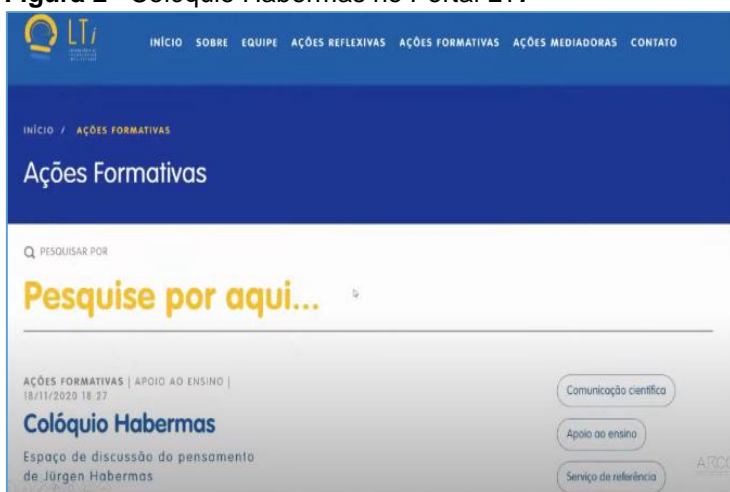 Figura 2 - Colóquio Habermas no Portal LTi
LTi
INÍCIO SOBRE EQUIPE AÇÕES REFLEXIVAS AÇÕES FORMATIVAS AÇÕES MEDIADORAS CONTATO
INÍCIO / AÇÕES FORMATIVAS
Ações Formativas
PESQUISAR POR
Pesquise por aqui...
AÇÕES FORMATIVAS | APOIO AO ENSINO |
18/11/2020 18:27
Colóquio Habermas
Espaço de discussão do pensamento
de Jürgen Habermas
Comunicação científica
Apoio ao ensino
Serviço de referência